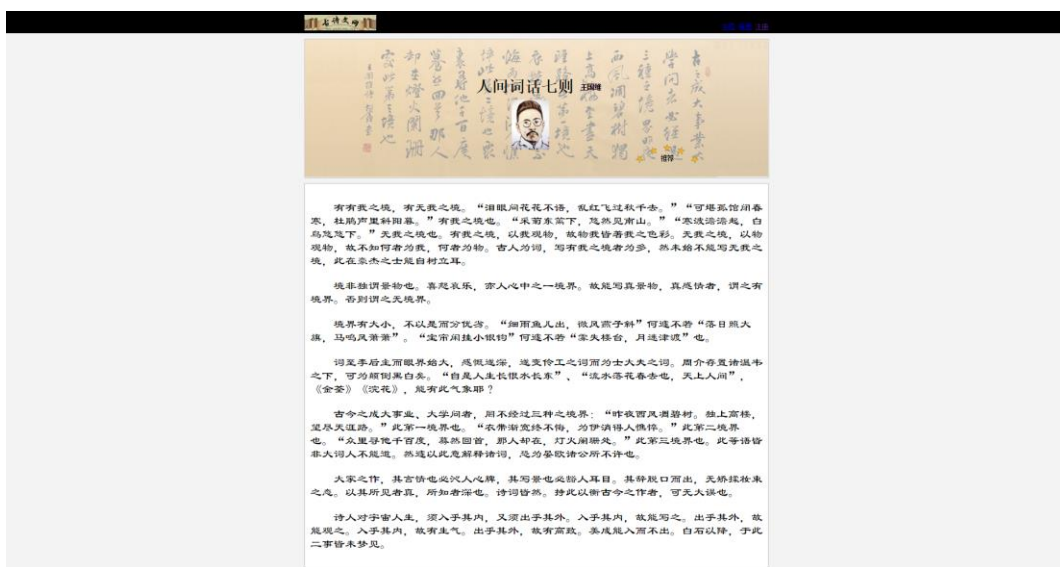 人间词话七则 王国维
推荐
有有我之境，有无我之境。“泪眼问花花不语，乱红飞过秋千去。”“可堪孤馆闭春
寒，杜鹃声里斜阳暮。”有我之境也。“采菊东篱下，悠然见南山。”“寒波澹澹起，白
鸟悠悠下。”无我之境也。有我之境，以我观物，故物我皆著我之色彩。无我之境，以物
观物，故不知何者为我，何者为物。古人为词，写有我之境者为多，然未始不能写无我之
境，此在豪杰之士能自树立耳。
境非独谓景物也。喜怒哀乐，亦人心中之一境界。故能写真景物，真感情者，谓之有
境界。否则谓之无境界。
境界有大小，不以是而分优劣。“细雨鱼儿出，微风燕子斜”何遽不若“落日照大
旗，马鸣风萧萧”。“宝帘闲挂小银钩”何遽不若“雾失楼台，月迷津渡”也。
词至李后主而眼界始大，感慨遂深，遂变伶工之词而为士大夫之词。周介存置诸温韦
之下，可为颠倒黑白矣。“自是人生长恨水长东”、“流水落花春去也，天上人间”，
《金荃》《浣花》，能有此气象耶？
古今之成大事业、大学问者，罔不经过三种之境界：“昨夜西风凋碧树。独上高楼，
望尽天涯路。”此第一境界也。“衣带渐宽终不悔，为伊消得人憔悴。”此第二境界
也。“众里寻他千百度，蓦然回首，那人却在，灯火阑珊处。”此第三境界也。此等语皆
非大词人不能道。然遽以此意解释诸词，恐为晏欧诸公所不许也。
大家之作，其言情也必沁人心脾，其写景也必豁人耳目。其辞脱口而出，无矫揉妆束
之态。以其所见者真，所知者深也。诗词皆然。持此以衡古今之作者，可无大误也。
诗人对宇宙人生，须入乎其内，又须出乎其外。入乎其内，故能写之。出乎其外，故
能观之。入乎其内，故有生气。出乎其外，故有高致。美成能入而不出。白石以降，于此
二事皆未梦见。